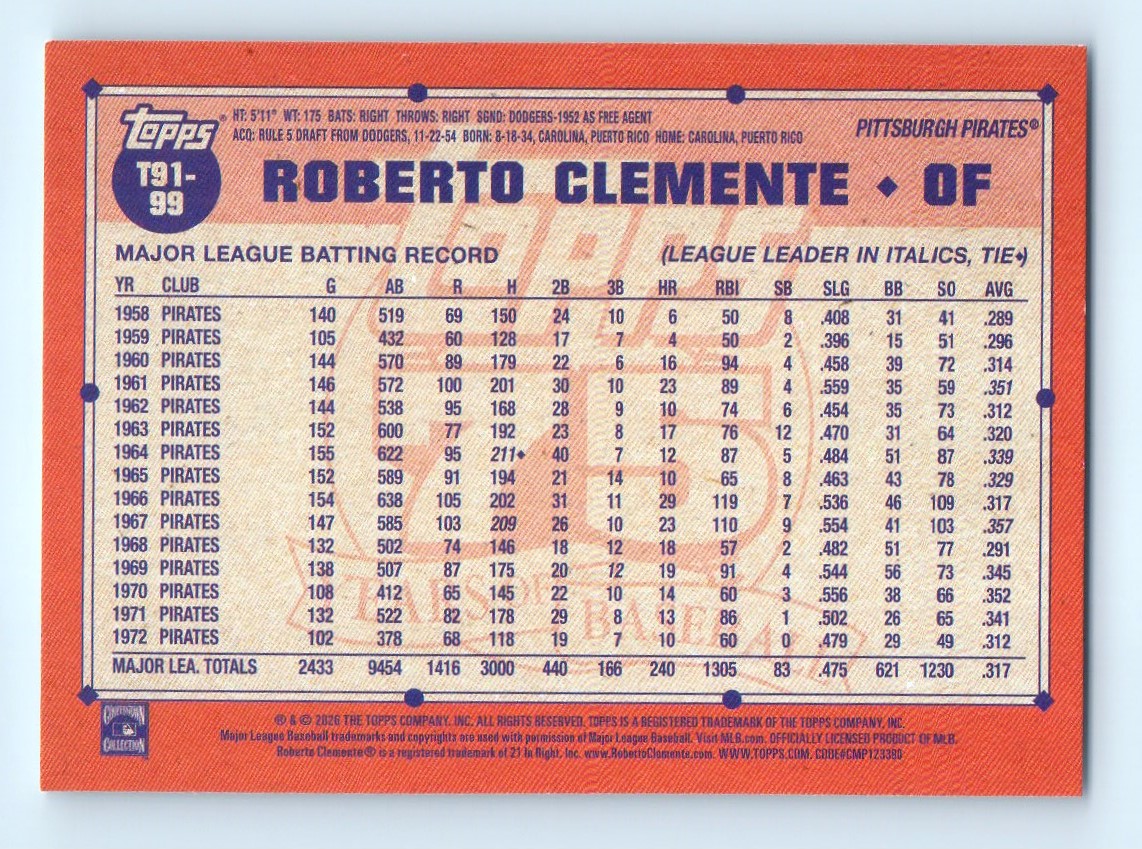 topps®
HT: 5'11" WT: 175 BATS: RIGHT THROWS: RIGHT SGND: DODGERS-1952 AS FREE AGENT
ACQ: RULE 5 DRAFT FROM DODGERS, 11-22-54 BORN: 8-18-34, CAROLINA, PUERTO RICO HOME: CAROLINA, PUERTO RICO
PITTSBURGH PIRATES®
T91-
99
ROBERTO CLEMENTE ◆ OF
MAJOR LEAGUE BATTING RECORD (LEAGUE LEADER IN ITALICS, TIE♦)
YR CLUB G AB R H 2B 3B HR RBI SB SLG BB SO AVG
1958 PIRATES 140 519 69 150 24 10 6 50 8 .408 31 41 .289
1959 PIRATES 105 432 60 128 17 7 4 50 2 .396 15 51 .296
1960 PIRATES 144 570 89 179 22 6 16 94 4 .458 39 72 .314
1961 PIRATES 146 572 100 201 30 10 23 89 4 .559 35 59 .351
1962 PIRATES 144 538 95 168 28 9 10 74 6 .454 35 73 .312
1963 PIRATES 152 600 77 192 23 8 17 76 12 .470 31 64 .320
1964 PIRATES 155 622 95 211♦ 40 7 12 87 5 .484 51 87 .339
1965 PIRATES 152 589 91 194 21 14 10 65 8 .463 43 78 .329
1966 PIRATES 154 638 105 202 31 11 29 119 7 .536 46 109 .317
1967 PIRATES 147 585 103 209 26 10 23 110 9 .554 41 103 .357
1968 PIRATES 132 502 74 146 18 12 18 57 2 .482 51 77 .291
1969 PIRATES 138 507 87 175 20 12 19 91 4 .544 56 73 .345
1970 PIRATES 108 412 65 145 22 10 14 60 3 .556 38 66 .352
1971 PIRATES 132 522 82 178 29 8 13 86 1 .502 26 65 .341
1972 PIRATES 102 378 68 118 19 7 10 60 0 .479 29 49 .312
MAJOR LEA. TOTALS 2433 9454 1416 3000 440 166 240 1305 83 .475 621 1230 .317
topps
75
YEARS OF BASEBALL
COOPERSTOWN
COLLECTION
® & © 2026 THE TOPPS COMPANY, INC. ALL RIGHTS RESERVED. TOPPS IS A REGISTERED TRADEMARK OF THE TOPPS COMPANY, INC.
Major League Baseball trademarks and copyrights are used with permission of Major League Baseball. Visit MLB.com. OFFICIALLY LICENSED PRODUCT OF MLB.
Roberto Clemente® is a registered trademark of 21 In Right, Inc. www.RobertoClemente.com. WWW.TOPPS.COM. CODE#CMP123380